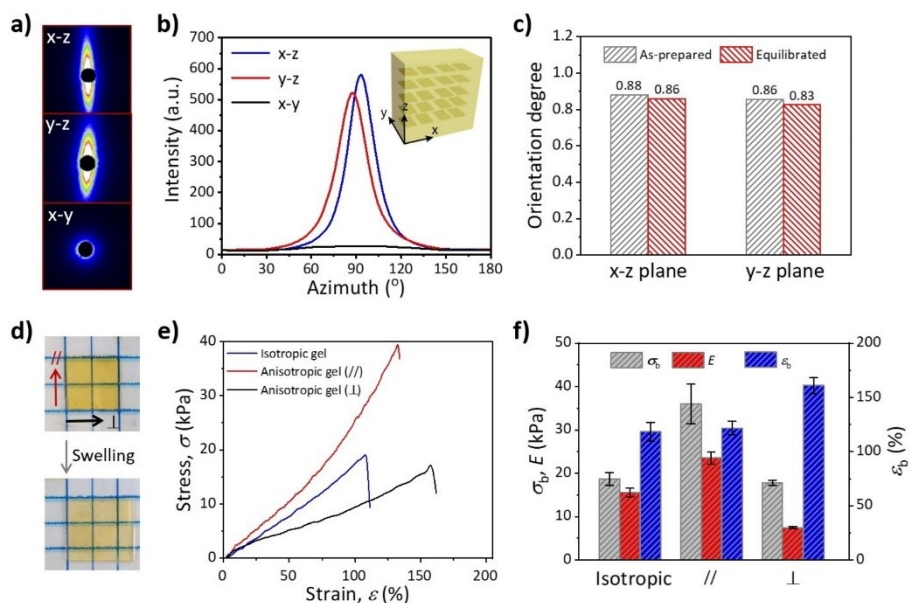 a)
x-z
y-z
x-y
b)
Intensity (a.u.)
700
600
500
400
300
200
100
0
x-z
y-z
x-y
z
y
x
0 30 60 90 120 150 180
Azimuth (o)
c)
Orientation degree
1.2
1.0
0.8
0.6
0.4
0.2
0.0
As-prepared Equilibrated
0.88 0.86 0.86 0.83
x-z plane y-z plane
d)
//
⊥
Swelling
e)
Stress, σ (kPa)
40
30
20
10
0
Isotropic gel
Anisotropic gel (//)
Anisotropic gel (⊥)
0 50 100 150 200
Strain, ε (%)
f)
σb, E (kPa)
50
40
30
20
10
0
σb E εb
200
150
100
50
0
εb (%)
Isotropic // ⊥